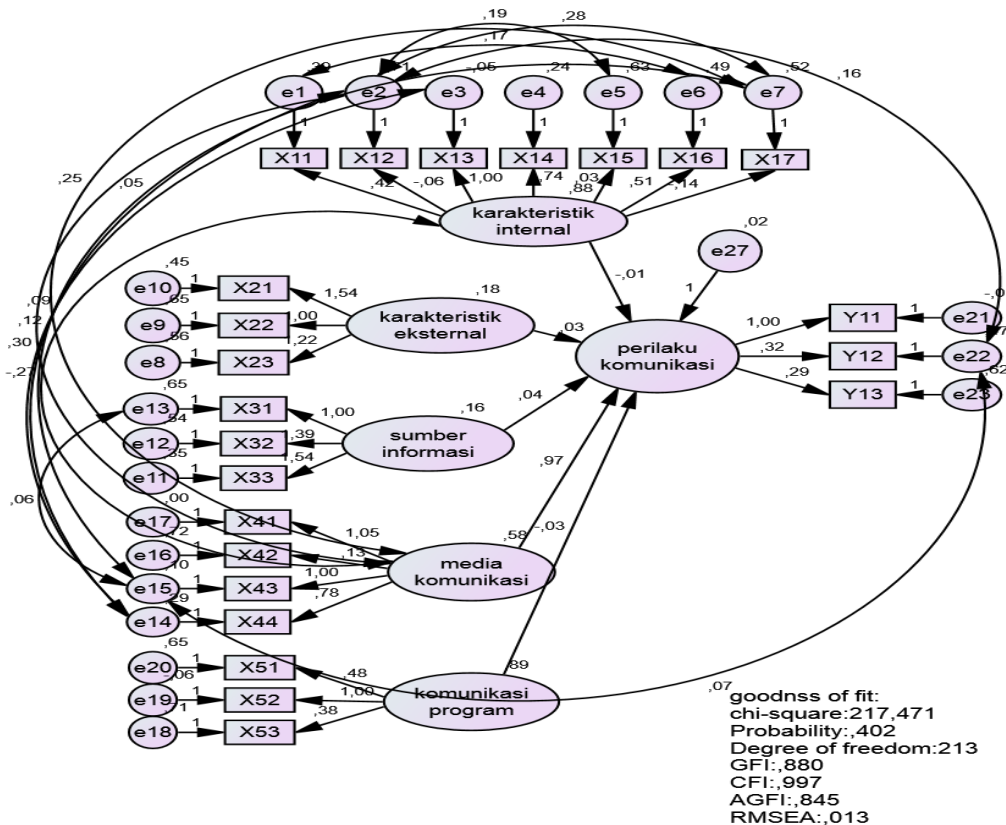 ,19
,28
,17
,16
,39
-,05
,24
,63
,49
,52
e1
e2
e3
e4
e5
e6
e7
1
1
1
1
1
1
1
X11
X12
X13
X14
X15
X16
X17
,25
,05
,42
-,06
1,00
,74
,03
,88
,51
-,14
karakteristik
internal
,02
e27
-,01
1
,45
e10
1
X21
1,54
,18
,65
e9
1
X22
1,00
karakteristik
eksternal
,03
e8
1
X23
1,22
perilaku
komunikasi
1,00
Y11
1
e21
,32
Y12
1
e22
,29
Y13
1
e23
,62
,09
,12
,30
-,27
,65
e13
1
X31
1,00
,16
,04
,54
e12
1
X32
1,39
sumber
informasi
,35
e11
1
X33
1,54
,97
,06
,00
e17
1
X41
1,05
,58
-,03
,72
e16
1
X42
,13
media
komunikasi
,10
e15
1
X43
1,00
,29
e14
1
X44
,78
,65
e20
1
X51
,48
,89
,07
-,06
e19
1
X52
1,00
komunikasi
program
e18
1
X53
,38
goodnss of fit:
chi-square:217,471
Probability:,402
Degree of freedom:213
GFI:,880
CFI:,997
AGFI:,845
RMSEA:,013